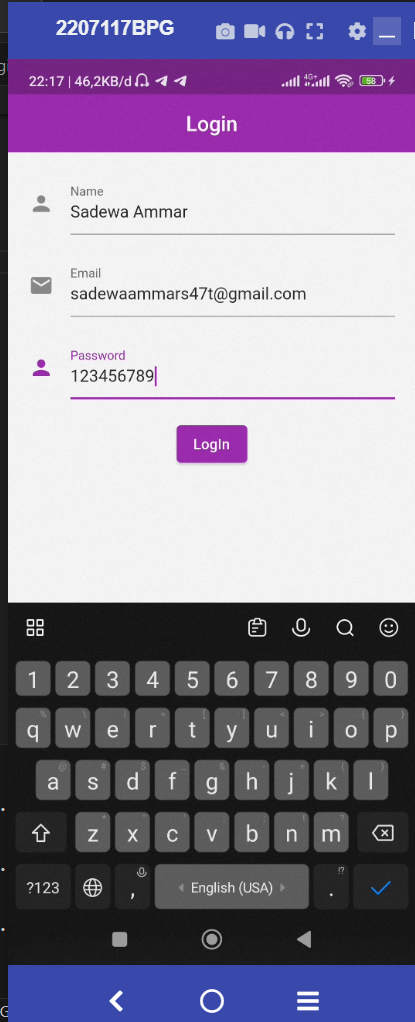 2207117BPG
22:17 | 46,2KB/d 4G+ 58
Login
Name
Sadewa Ammar
Email
sadewaammars47t@gmail.com
Password
123456789
LogIn
1 2 3 4 5 6 7 8 9 0
q w e r t y u i o p
a s d f g h j k l
z x c v b n m
?123 , English (USA) . !?